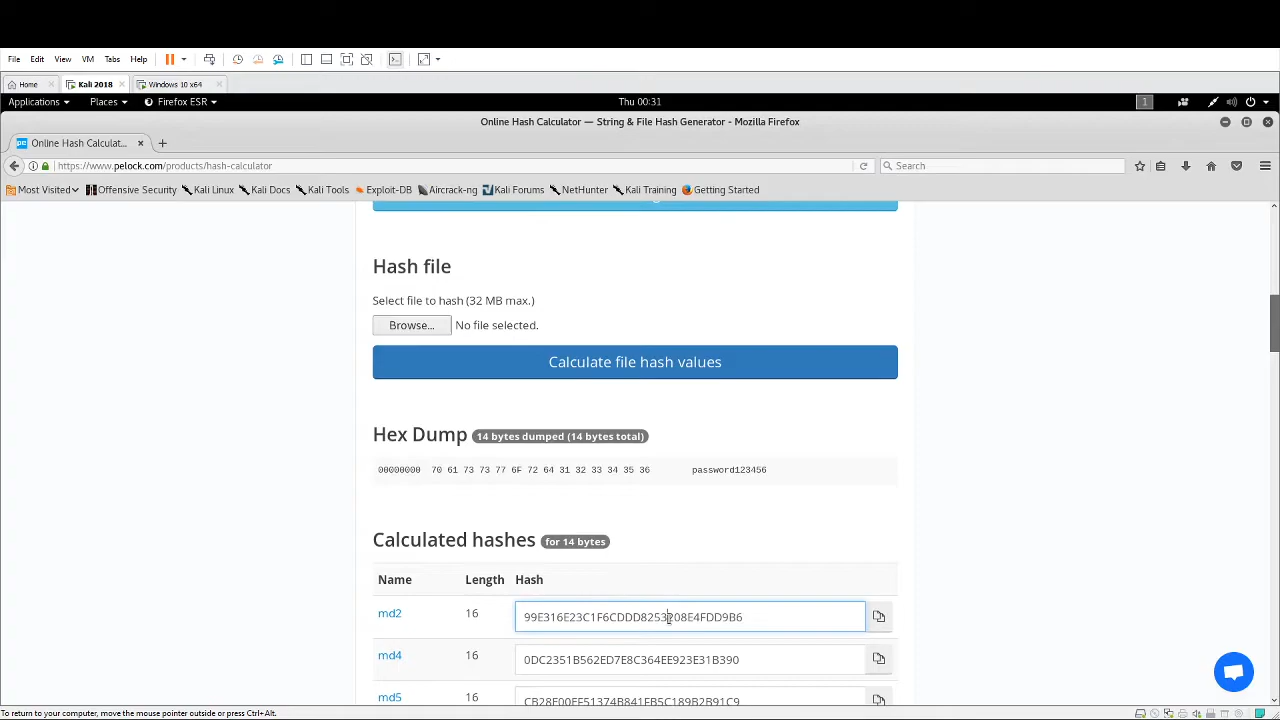 File Edit View VM Tabs Help
Home Kali 2018 Windows 10 x64
Applications Places Firefox ESR Thu 00:31 1
Online Hash Calculator — String & File Hash Generator - Mozilla Firefox
Online Hash Calculat...
https://www.pelock.com/products/hash-calculator Search
Most Visited Offensive Security Kali Linux Kali Docs Kali Tools Exploit-DB Aircrack-ng Kali Forums NetHunter Kali Training Getting Started
Hash file
Select file to hash (32 MB max.)
Browse... No file selected.
Calculate file hash values
Hex Dump 14 bytes dumped (14 bytes total)
00000000 70 61 73 73 77 6F 72 64 31 32 33 34 35 36 password123456
Calculated hashes for 14 bytes
Name Length Hash
md2 16 99E316E23C1F6CDDD8253208E4FDD9B6
md4 16 0DC2351B562ED7E8C364EE923E31B390
md5 16 CB28E00EF51374B841FB5C189B2B91C9
To return to your computer, move the mouse pointer outside or press Ctrl+Alt.